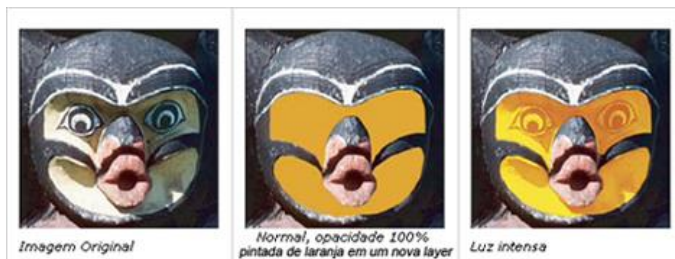 Imagem Original
Normal, opacidade 100%
pintada de laranja em um nova layer
Luz intensa